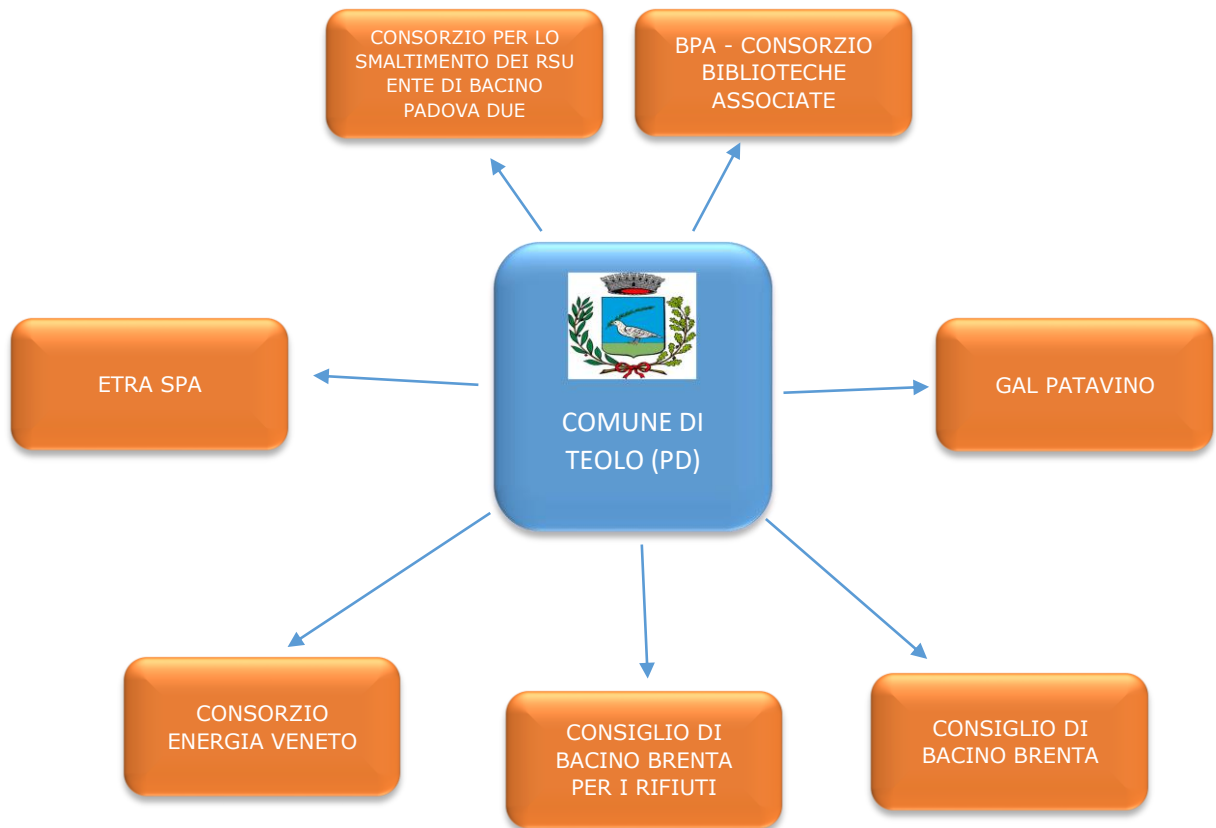 CONSORZIO PER LO
SMALTIMENTO DEI RSU
ENTE DI BACINO
PADOVA DUE
BPA - CONSORZIO
BIBLIOTECHE
ASSOCIATE
ETRA SPA
COMUNE DI
TEOLO (PD)
GAL PATAVINO
CONSORZIO
ENERGIA VENETO
CONSIGLIO DI
BACINO BRENTA
PER I RIFIUTI
CONSIGLIO DI
BACINO BRENTA